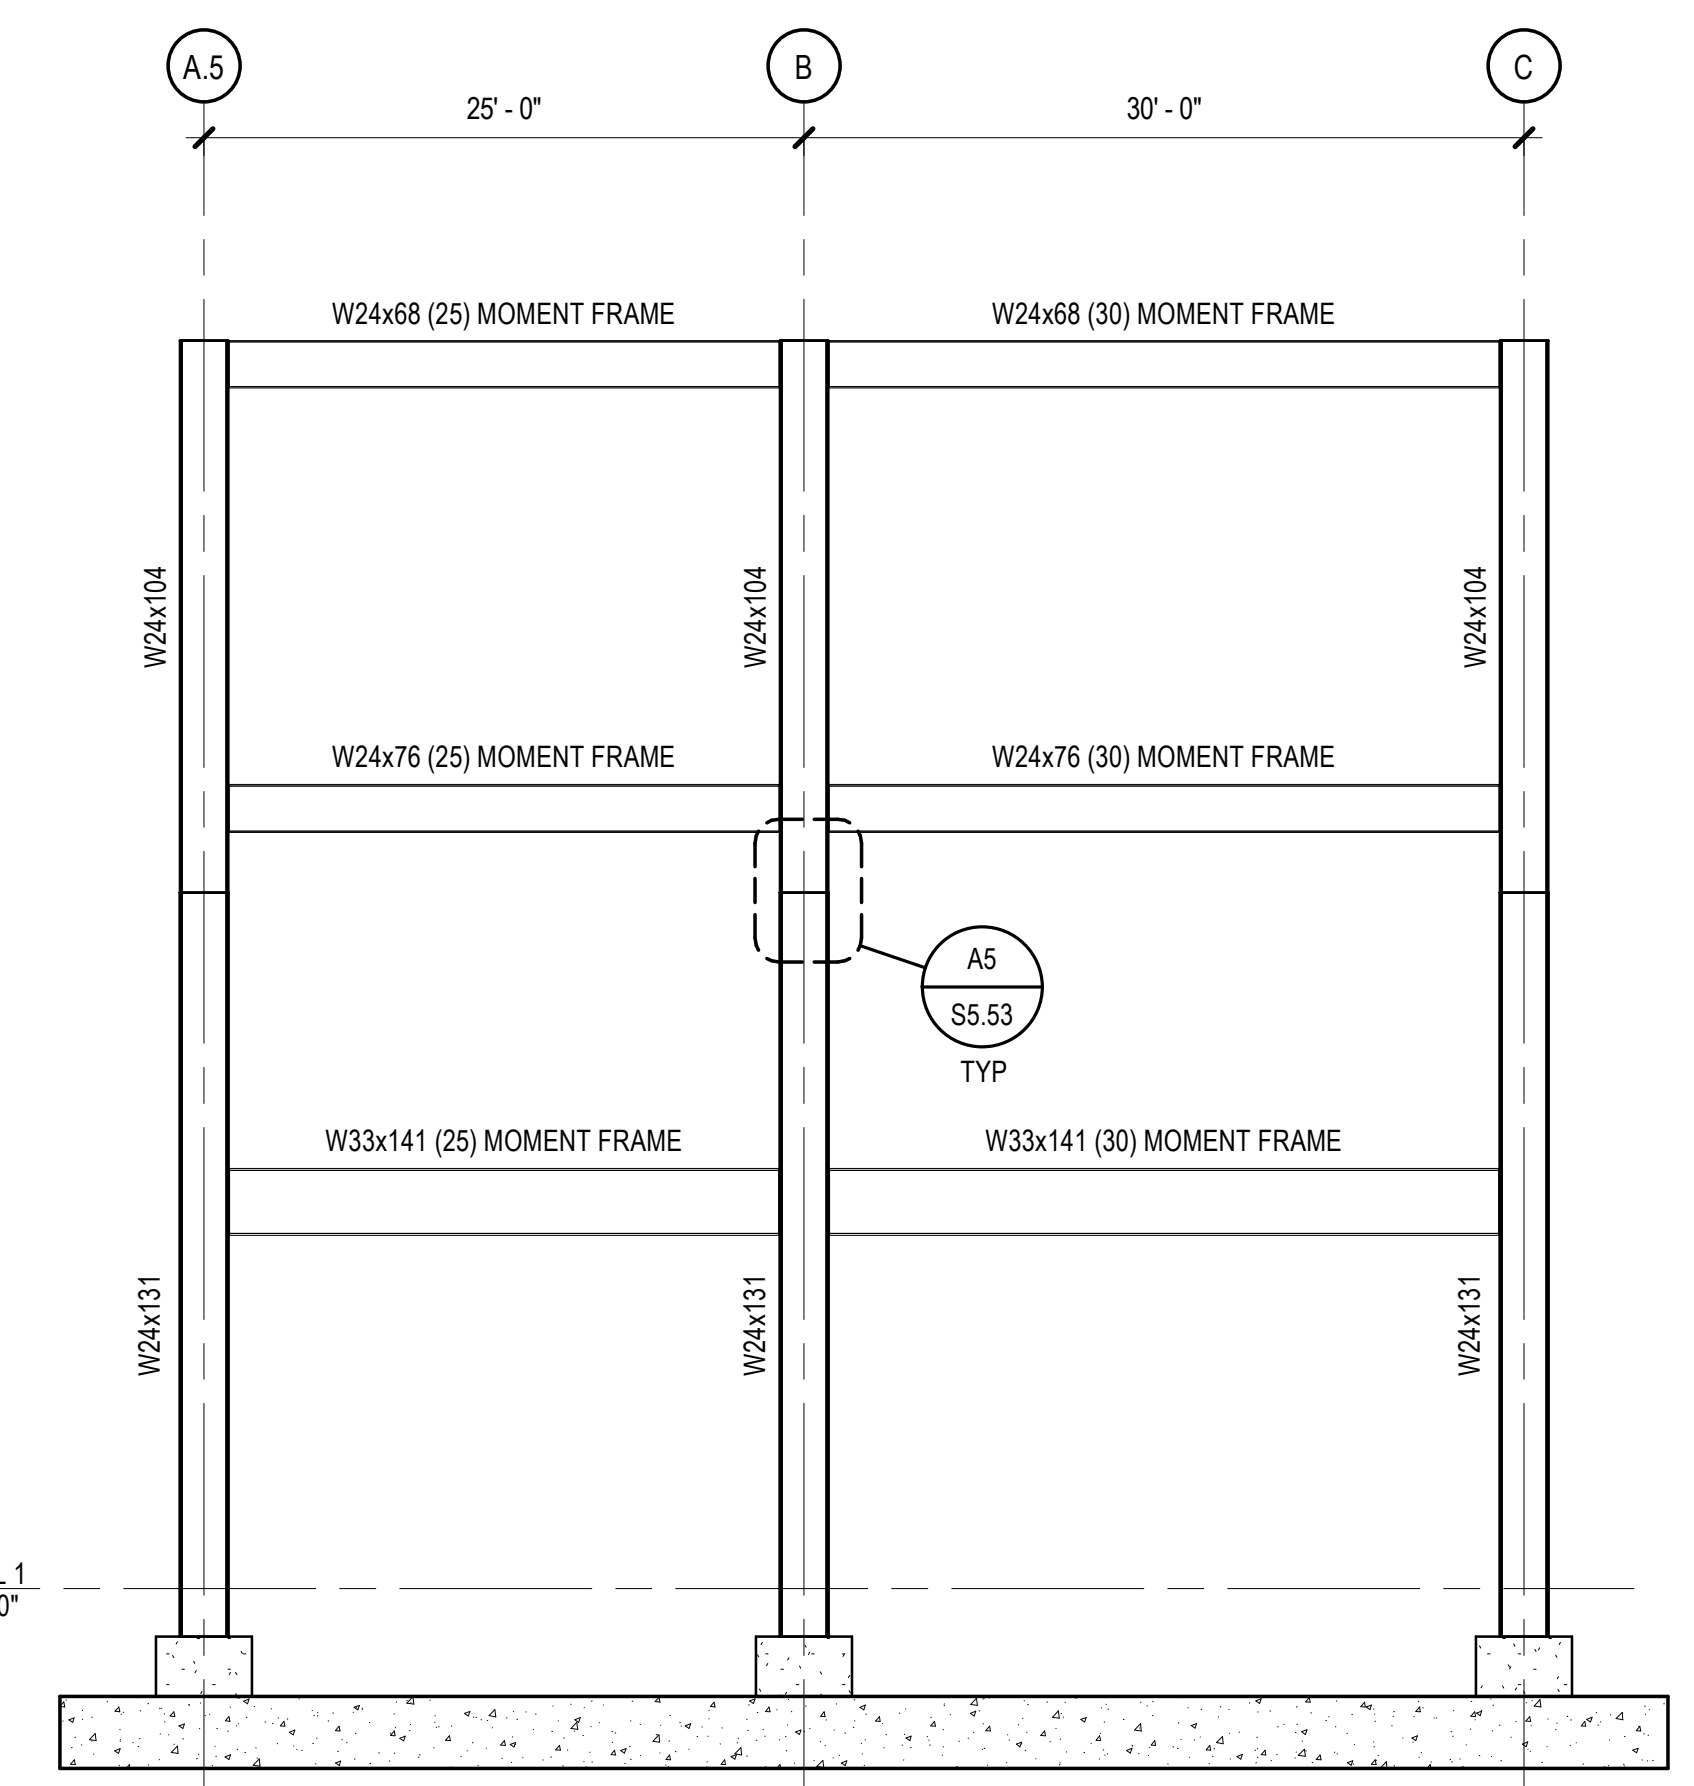 A.5
B
C
25' - 0"
30' - 0"
W24x68 (25) MOMENT FRAME
W24x68 (30) MOMENT FRAME
W24x104
W24x104
W24x104
W24x76 (25) MOMENT FRAME
W24x76 (30) MOMENT FRAME
A5
S5.53
TYP
W33x141 (25) MOMENT FRAME
W33x141 (30) MOMENT FRAME
W24x131
W24x131
W24x131
1
0"